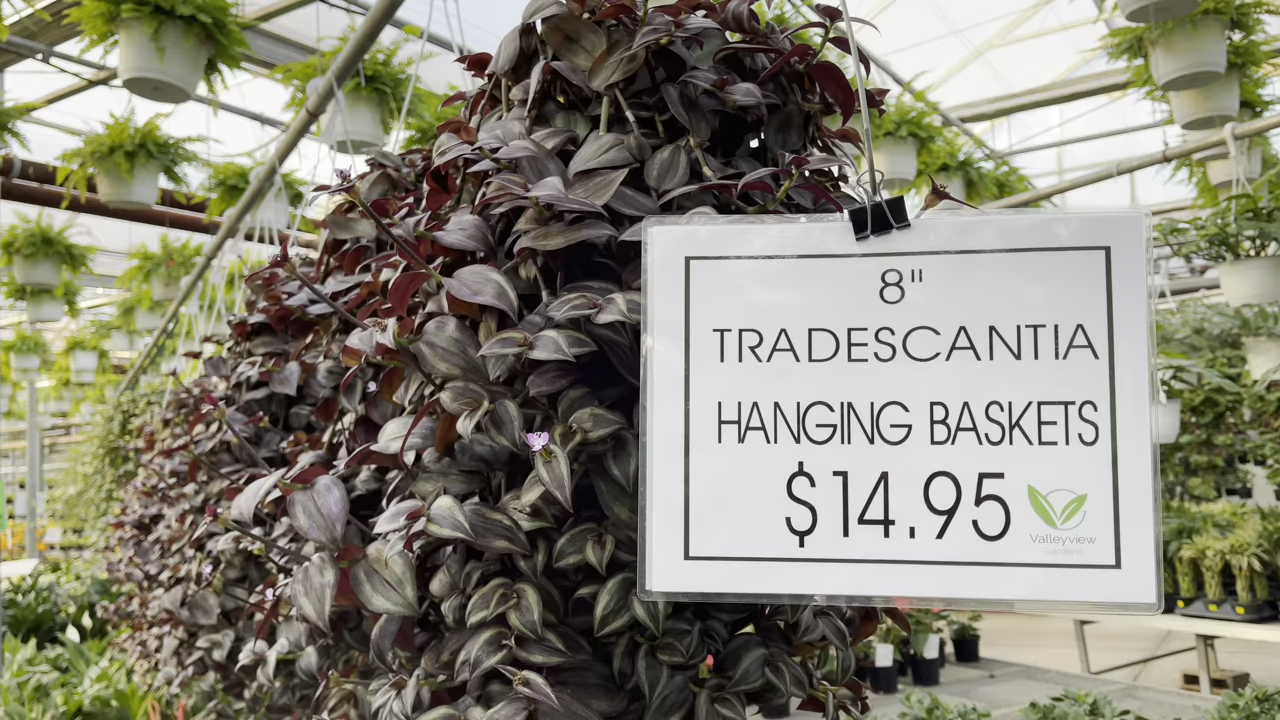 8"
TRADESCANTIA
HANGING BASKETS
$14.95
Valleyview
Gardens